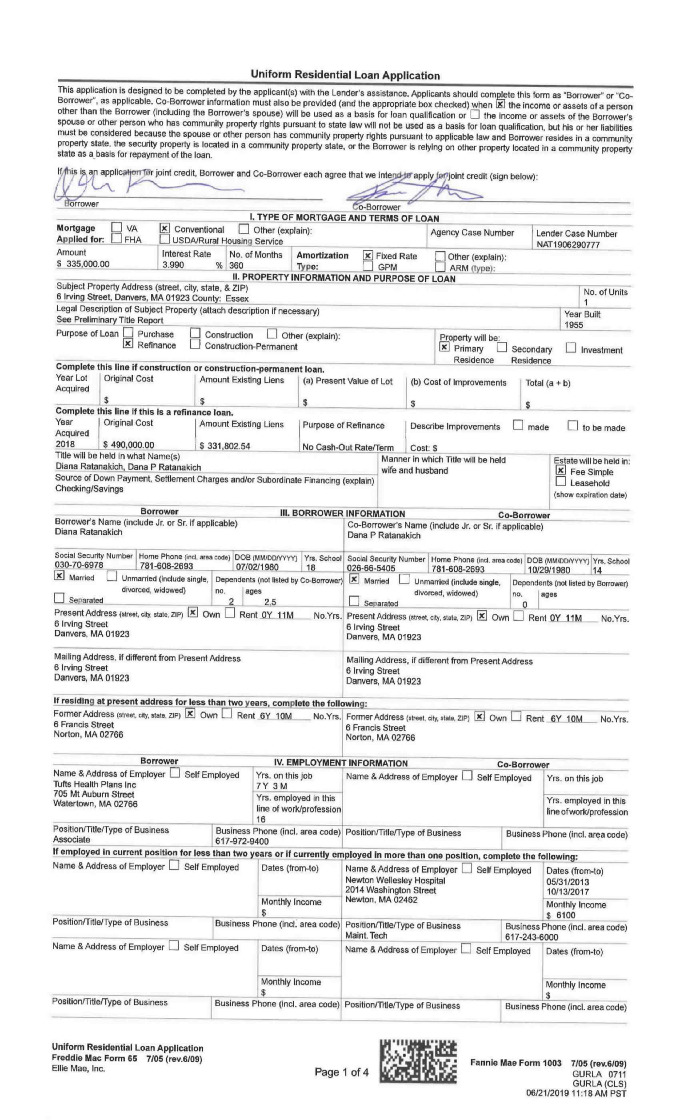 Uniform Residential Loan Application
This application is designed to be completed by the applicant(s) with the Lender's assistance. Applicants should complete this form as "Borrower" or "Co-
Borrower", as applicable. Co-Borrower information must also be provided (and the appropriate box checked) when ☒ the income or assets of a person
other than the Borrower (including the Borrower's spouse) will be used as a basis for loan qualification or ☐ the income or assets of the Borrower's
spouse or other person who has community property rights pursuant to state law will not be used as a basis for loan qualification, but his or her liabilities
must be considered because the spouse or other person has community property rights pursuant to applicable law and Borrower resides in a community
property state, the security property is located in a community property state, or the Borrower is relying on other property located in a community property
state as a basis for repayment of the loan.
If this is an application for joint credit, Borrower and Co-Borrower each agree that we intend to apply for joint credit (sign below):
Borrower Co-Borrower
I. TYPE OF MORTGAGE AND TERMS OF LOAN
Mortgage ☐ VA ☒ Conventional ☐ Other (explain): Agency Case Number Lender Case Number
Applied for: ☐ FHA ☐ USDA/Rural Housing Service NAT1906290777
Amount Interest Rate No. of Months Amortization ☒ Fixed Rate ☐ Other (explain):
$ 335,000.00 3.990 % 360 Type: ☐ GPM ☐ ARM (type):
II. PROPERTY INFORMATION AND PURPOSE OF LOAN
Subject Property Address (street, city, state, & ZIP) No. of Units
6 Irving Street, Danvers, MA 01923 County: Essex 1
Legal Description of Subject Property (attach description if necessary) Year Built
See Preliminary Title Report 1955
Purpose of Loan ☐ Purchase ☐ Construction ☐ Other (explain): Property will be:
☒ Refinance ☐ Construction-Permanent ☒ Primary Residence ☐ Secondary Residence ☐ Investment
Complete this line if construction or construction-permanent loan.
Year Lot Acquired Original Cost Amount Existing Liens (a) Present Value of Lot (b) Cost of Improvements Total (a + b)
$ $ $ $ $
Complete this line if this is a refinance loan.
Year Acquired Original Cost Amount Existing Liens Purpose of Refinance Describe Improvements ☐ made ☐ to be made
2018 $ 490,000.00 $ 331,802.54 No Cash-Out Rate/Term Cost: $
Title will be held in what Name(s) Manner in which Title will be held Estate will be held in:
Diana Ratanakich, Dana P Ratanakich wife and husband ☒ Fee Simple
Source of Down Payment, Settlement Charges and/or Subordinate Financing (explain) ☐ Leasehold
Checking/Savings (show expiration date)
Borrower III. BORROWER INFORMATION Co-Borrower
Borrower's Name (include Jr. or Sr. if applicable) Co-Borrower's Name (include Jr. or Sr. if applicable)
Diana Ratanakich Dana P Ratanakich
Social Security Number Home Phone (incl. area code) DOB (MM/DD/YYYY) Yrs. School Social Security Number Home Phone (incl. area code) DOB (MM/DD/YYYY) Yrs. School
030-70-6978 781-608-2693 07/02/1980 18 026-66-5405 781-608-2693 10/29/1980 14
☒ Married ☐ Unmarried (include single, Dependents (not listed by Co-Borrower) ☒ Married ☐ Unmarried (include single, Dependents (not listed by Borrower)
divorced, widowed) no. ages divorced, widowed) no. ages
☐ Separated 2 2,5 ☐ Separated 0
Present Address (street, city, state, ZIP) ☒ Own ☐ Rent 0Y 11M No.Yrs. Present Address (street, city, state, ZIP) ☒ Own ☐ Rent 0Y 11M No.Yrs.
6 Irving Street 6 Irving Street
Danvers, MA 01923 Danvers, MA 01923
Mailing Address, if different from Present Address Mailing Address, if different from Present Address
6 Irving Street 6 Irving Street
Danvers, MA 01923 Danvers, MA 01923
If residing at present address for less than two years, complete the following:
Former Address (street, city, state, ZIP) ☒ Own ☐ Rent 6Y 10M No.Yrs. Former Address (street, city, state, ZIP) ☒ Own ☐ Rent 6Y 10M No.Yrs.
6 Francis Street 6 Francis Street
Norton, MA 02766 Norton, MA 02766
Borrower IV. EMPLOYMENT INFORMATION Co-Borrower
Name & Address of Employer ☐ Self Employed Yrs. on this job Name & Address of Employer ☐ Self Employed Yrs. on this job
Tufts Health Plans Inc 7 Y 3 M
705 Mt Auburn Street Yrs. employed in this Yrs. employed in this
Watertown, MA 02766 line of work/profession line of work/profession
16
Position/Title/Type of Business Business Phone (incl. area code) Position/Title/Type of Business Business Phone (incl. area code)
Associate 617-972-9400
If employed in current position for less than two years or if currently employed in more than one position, complete the following:
Name & Address of Employer ☐ Self Employed Dates (from-to) Name & Address of Employer ☐ Self Employed Dates (from-to)
Newton Wellesley Hospital 05/31/2013
2014 Washington Street 10/13/2017
Monthly Income Newton, MA 02462 Monthly Income
$ $ 6100
Position/Title/Type of Business Business Phone (incl. area code) Position/Title/Type of Business Business Phone (incl. area code)
Maint. Tech 617-243-6000
Name & Address of Employer ☐ Self Employed Dates (from-to) Name & Address of Employer ☐ Self Employed Dates (from-to)
Monthly Income Monthly Income
$ $
Position/Title/Type of Business Business Phone (incl. area code) Position/Title/Type of Business Business Phone (incl. area code)
Uniform Residential Loan Application
Freddie Mac Form 65 7/05 (rev.6/09) Fannie Mae Form 1003 7/05 (rev.6/09)
Ellie Mae, Inc. Page 1 of 4 GURLA 0711
GURLA (CLS)
06/21/2019 11:18 AM PST